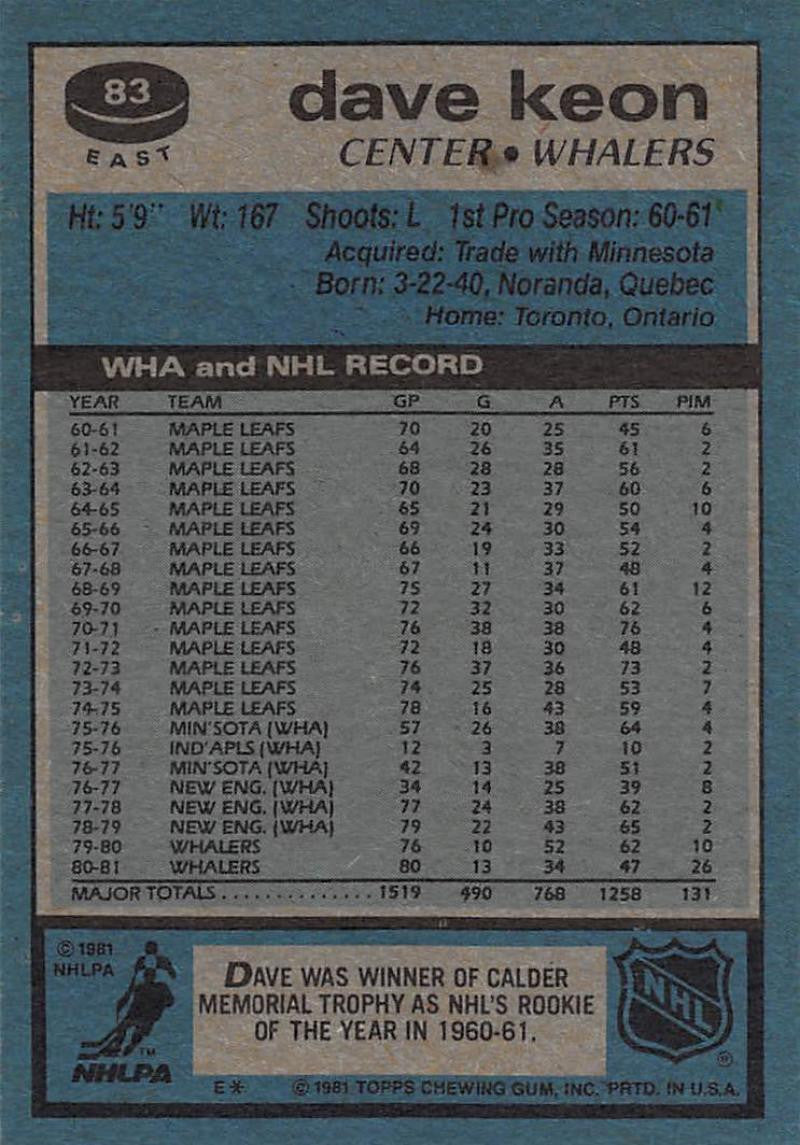 83
EAST
dave keon
CENTER • WHALERS
Ht: 5'9" Wt: 167 Shoots: L 1st Pro Season: 60-61
Acquired: Trade with Minnesota
Born: 3-22-40, Noranda, Quebec
Home: Toronto, Ontario
WHA and NHL RECORD
YEAR TEAM GP G A PTS PIM
60-61 MAPLE LEAFS 70 20 25 45 6
61-62 MAPLE LEAFS 64 26 35 61 2
62-63 MAPLE LEAFS 68 28 28 56 2
63-64 MAPLE LEAFS 70 23 37 60 6
64-65 MAPLE LEAFS 65 21 29 50 10
65-66 MAPLE LEAFS 69 24 30 54 4
66-67 MAPLE LEAFS 66 19 33 52 2
67-68 MAPLE LEAFS 67 11 37 48 4
68-69 MAPLE LEAFS 75 27 34 61 12
69-70 MAPLE LEAFS 72 32 30 62 6
70-71 MAPLE LEAFS 76 38 38 76 4
71-72 MAPLE LEAFS 72 18 30 48 4
72-73 MAPLE LEAFS 76 37 36 73 2
73-74 MAPLE LEAFS 74 25 28 53 7
74-75 MAPLE LEAFS 78 16 43 59 4
75-76 MIN'SOTA (WHA) 57 26 38 64 4
75-76 IND'APLS (WHA) 12 3 7 10 2
76-77 MIN'SOTA (WHA) 42 13 38 51 2
76-77 NEW ENG. (WHA) 34 14 25 39 8
77-78 NEW ENG. (WHA) 77 24 38 62 2
78-79 NEW ENG. (WHA) 79 22 43 65 2
79-80 WHALERS 76 10 52 62 10
80-81 WHALERS 80 13 34 47 26
MAJOR TOTALS.............. 1519 490 768 1258 131
© 1981
NHLPA
TM
NHLPA
DAVE WAS WINNER OF CALDER
MEMORIAL TROPHY AS NHL'S ROOKIE
OF THE YEAR IN 1960-61.
NHL
®
E* © 1981 TOPPS CHEWING GUM, INC. PRTD. IN U.S.A.